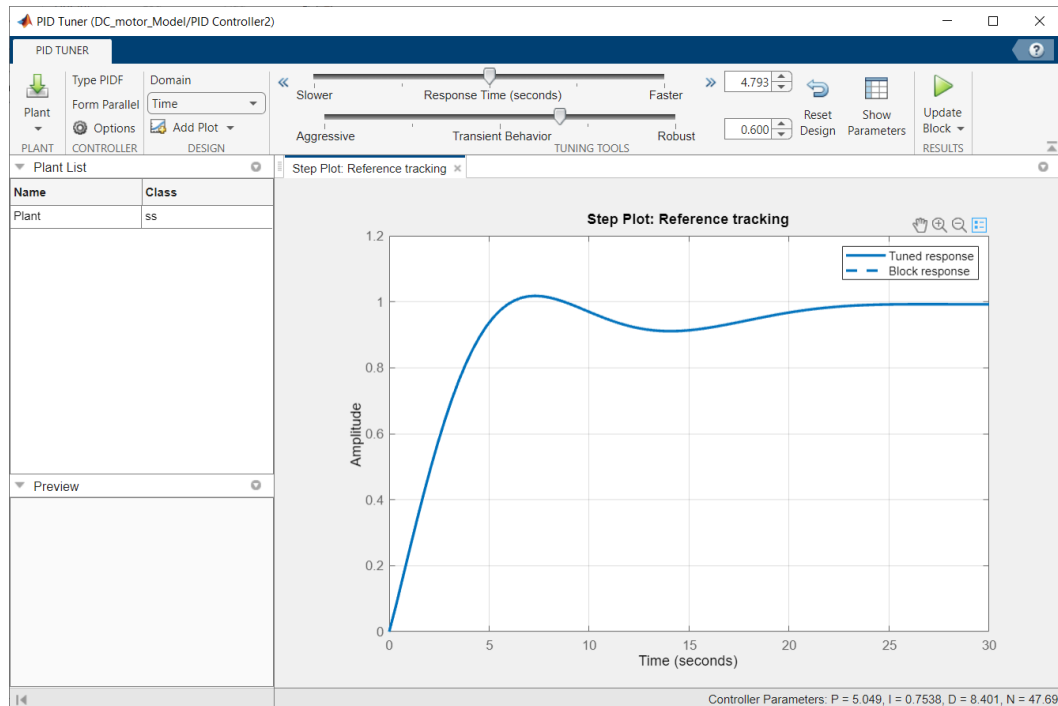 PID Tuner (DC_motor_Model/PID Controller2)
PID TUNER
?
Plant
PLANT
Type PIDF
Form Parallel
Options
CONTROLLER
Domain
Time
Add Plot
DESIGN
Slower
Response Time (seconds)
Faster
4.793
Aggressive
Transient Behavior
Robust
0.600
TUNING TOOLS
Reset
Design
Show
Parameters
Update
Block
RESULTS
Plant List
Name Class
Plant ss
Preview
Step Plot: Reference tracking
Step Plot: Reference tracking
Tuned response
Block response
Amplitude
1.2
1
0.8
0.6
0.4
0.2
0
0 5 10 15 20 25 30
Time (seconds)
Controller Parameters: P = 5.049, I = 0.7538, D = 8.401, N = 47.69